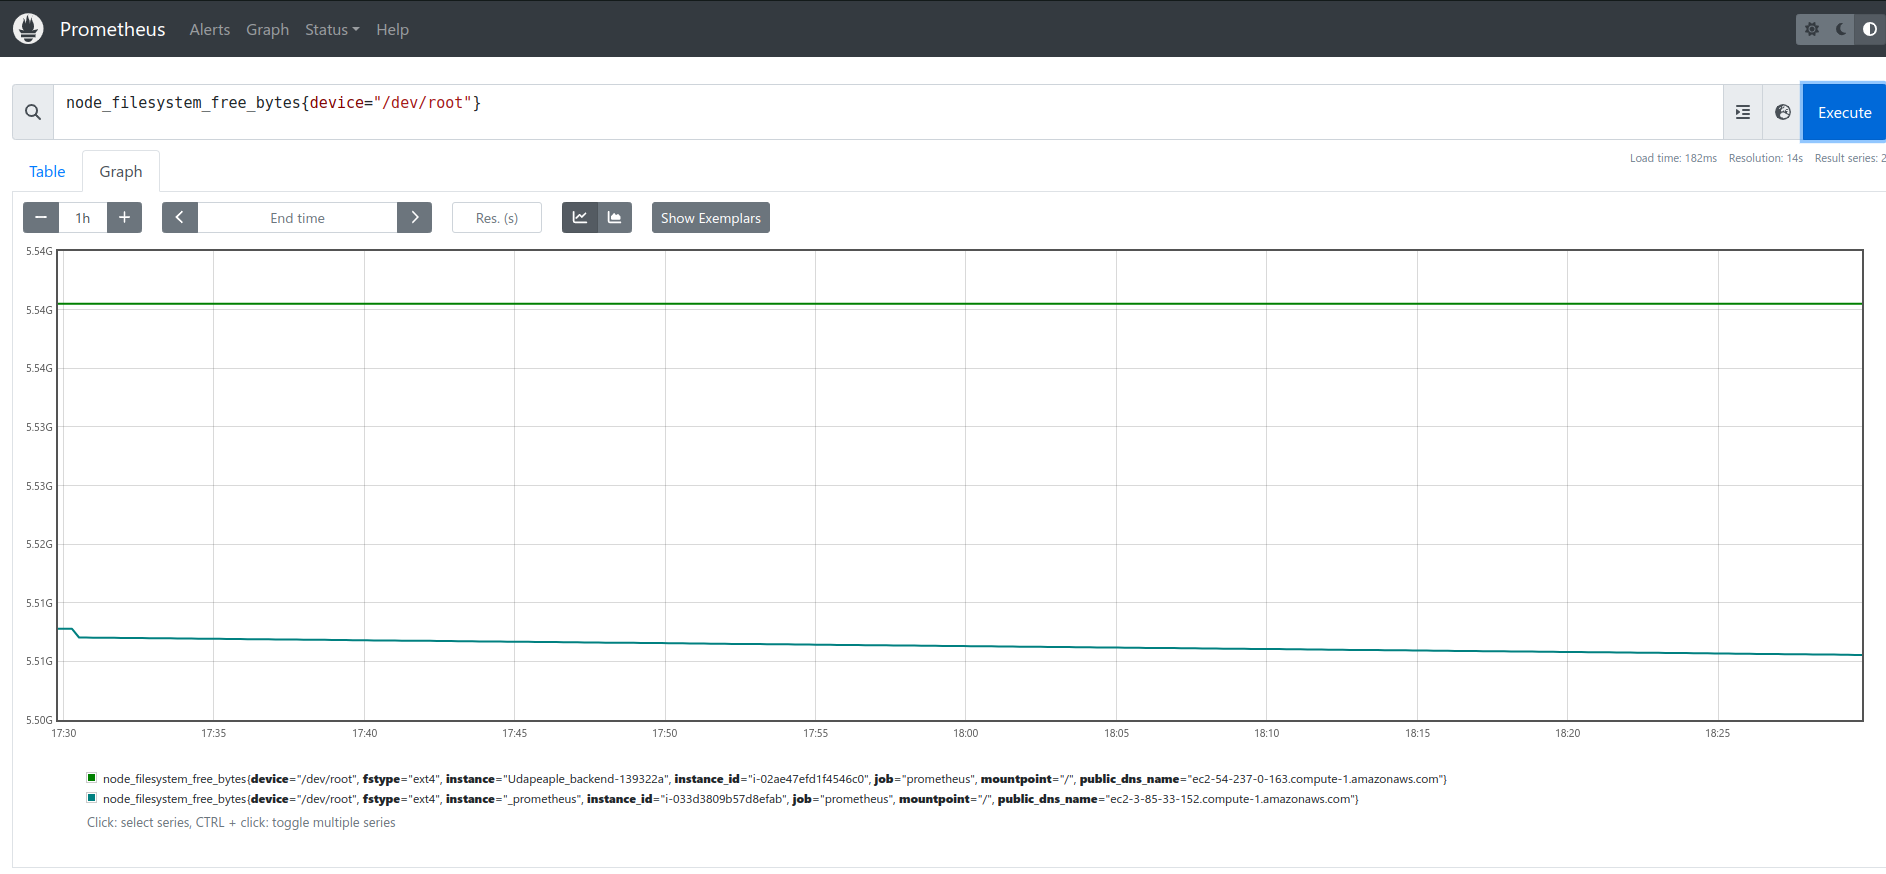 Prometheus Alerts Graph Status Help
node_filesystem_free_bytes{device="/dev/root"}
Execute
Load time: 182ms Resolution: 14s Result series: 2
Table Graph
1h End time Res. (s) Show Exemplars
5.54G
5.54G
5.54G
5.53G
5.53G
5.52G
5.51G
5.51G
5.50G
17:30 17:35 17:40 17:45 17:50 17:55 18:00 18:05 18:10 18:15 18:20 18:25
node_filesystem_free_bytes{device="/dev/root", fstype="ext4", instance="Udapeaple_backend-139322a", instance_id="i-02ae47efd1f4546c0", job="prometheus", mountpoint="/", public_dns_name="ec2-54-237-0-163.compute-1.amazonaws.com"}
node_filesystem_free_bytes{device="/dev/root", fstype="ext4", instance="_prometheus", instance_id="i-033d3809b57d8efab", job="prometheus", mountpoint="/", public_dns_name="ec2-3-85-33-152.compute-1.amazonaws.com"}
Click: select series, CTRL + click: toggle multiple series